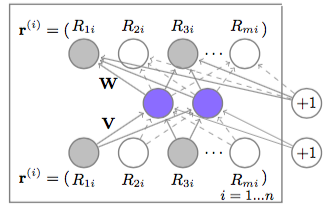 r^(i) = ( R_1i R_2i R_3i R_mi )
...
W
+1
V
... +1
r^(i) = ( R_1i R_2i R_3i R_mi )
i = 1...n